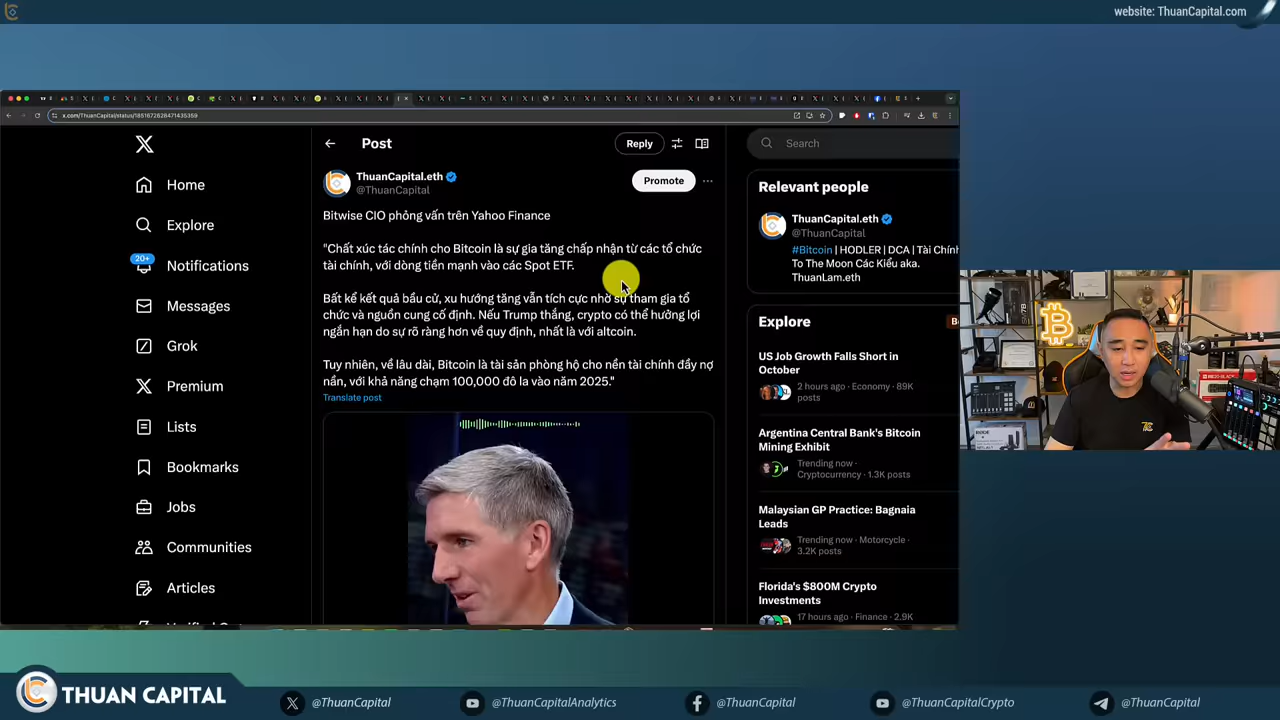 website: ThuanCapital.com
x.com/ThuanCapital/status/1851672828471435359
Home
Explore
20+
Notifications
Messages
Grok
Premium
Lists
Bookmarks
Jobs
Communities
Articles
Post
Reply
ThuanCapital.eth
@ThuanCapital
Promote
Bitwise CIO phỏng vấn trên Yahoo Finance
"Chất xúc tác chính cho Bitcoin là sự gia tăng chấp nhận từ các tổ chức
tài chính, với dòng tiền mạnh vào các Spot ETF.
Bất kể kết quả bầu cử, xu hướng tăng vẫn tích cực nhờ sự tham gia tổ
chức và nguồn cung cố định. Nếu Trump thắng, crypto có thể hưởng lợi
ngắn hạn do sự rõ ràng hơn về quy định, nhất là với altcoin.
Tuy nhiên, về lâu dài, Bitcoin là tài sản phòng hộ cho nền tài chính đầy nợ
nần, với khả năng chạm 100,000 đô la vào năm 2025."
Translate post
Search
Relevant people
ThuanCapital.eth
@ThuanCapital
#Bitcoin | HODLER | DCA | Tài Chính
To The Moon Các Kiểu aka.
ThuanLam.eth
Explore
US Job Growth Falls Short in
October
2 hours ago · Economy · 89K
posts
Argentina Central Bank's Bitcoin
Mining Exhibit
Trending now ·
Cryptocurrency · 1.3K posts
Malaysian GP Practice: Bagnaia
Leads
Trending now · Motorcycle ·
3.2K posts
Florida's $800M Crypto
Investments
17 hours ago · Finance · 2.9K
THUAN CAPITAL
@ThuanCapital
@ThuanCapitalAnalytics
@ThuanCapital
@ThuanCapitalCrypto
@ThuanCapital